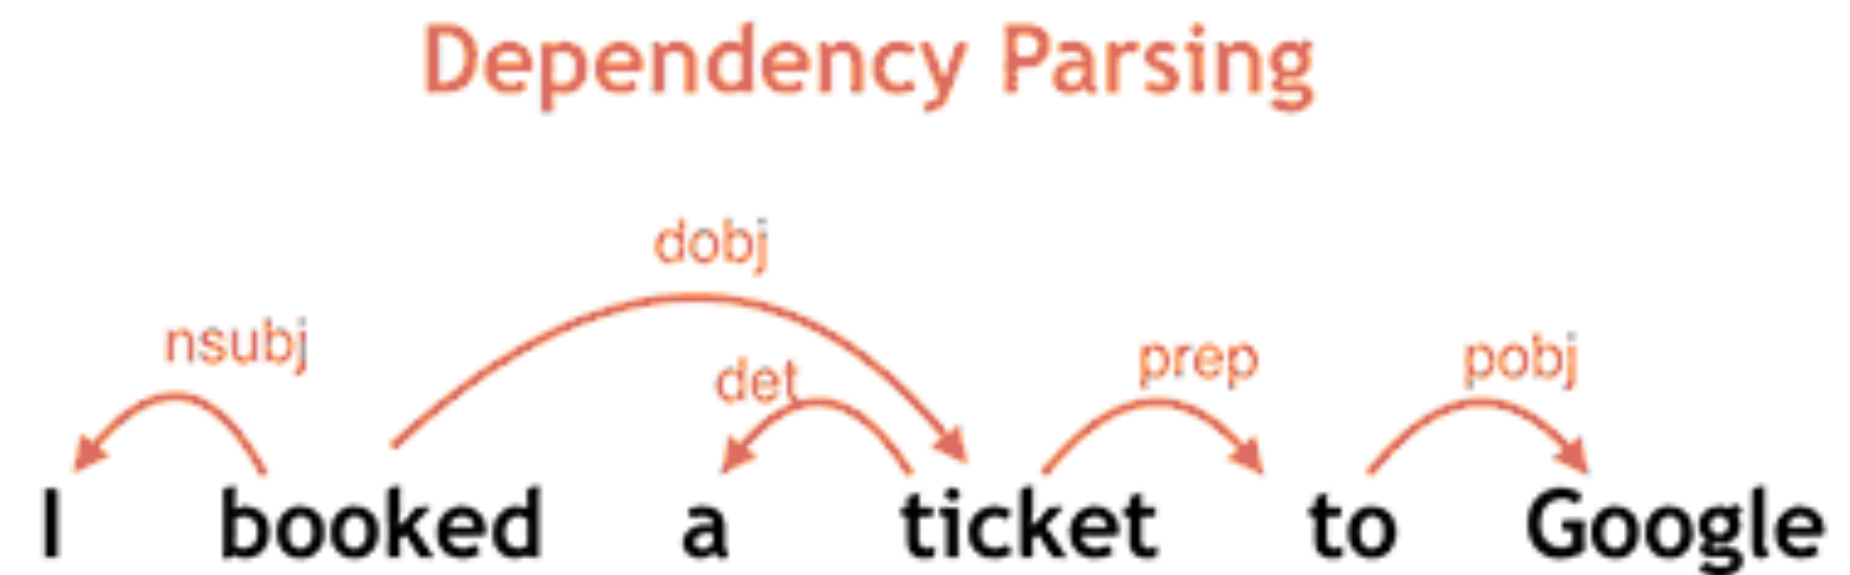 Dependency Parsing
dobj
nsubj
det
prep
pobj
I booked a ticket to Google